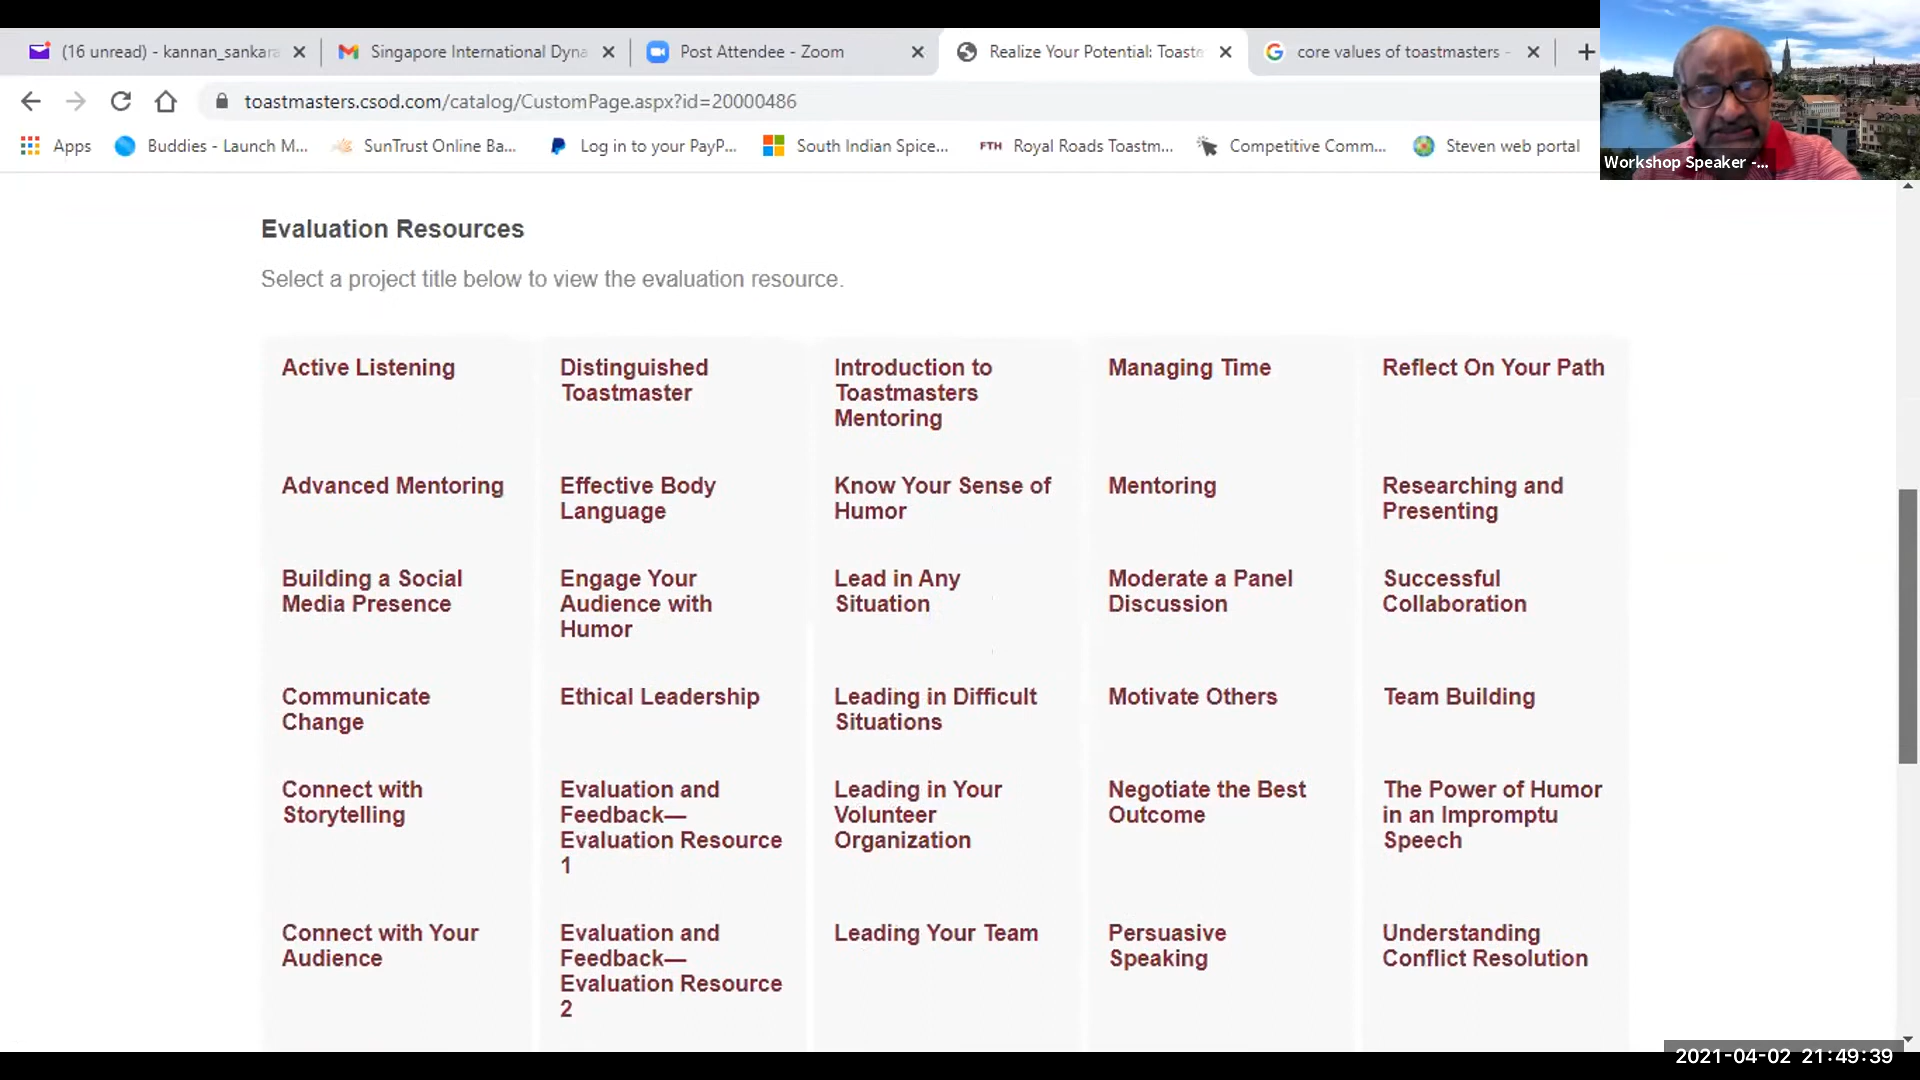 (16 unread) - kannan_sankara
Singapore International Dyna
Post Attendee - Zoom
Realize Your Potential: Toaste
core values of toastmasters -
toastmasters.csod.com/catalog/CustomPage.aspx?id=20000486
Apps
Buddies - Launch M...
SunTrust Online Ba...
Log in to your PayP...
South Indian Spice...
FTH
Royal Roads Toastm...
Competitive Comm...
Steven web portal
Workshop Speaker -...
Evaluation Resources
Select a project title below to view the evaluation resource.
Active Listening
Distinguished
Toastmaster
Introduction to
Toastmasters
Mentoring
Managing Time
Reflect On Your Path
Advanced Mentoring
Effective Body
Language
Know Your Sense of
Humor
Mentoring
Researching and
Presenting
Building a Social
Media Presence
Engage Your
Audience with
Humor
Lead in Any
Situation
Moderate a Panel
Discussion
Successful
Collaboration
Communicate
Change
Ethical Leadership
Leading in Difficult
Situations
Motivate Others
Team Building
Connect with
Storytelling
Evaluation and
Feedback—
Evaluation Resource
1
Leading in Your
Volunteer
Organization
Negotiate the Best
Outcome
The Power of Humor
in an Impromptu
Speech
Connect with Your
Audience
Evaluation and
Feedback—
Evaluation Resource
2
Leading Your Team
Persuasive
Speaking
Understanding
Conflict Resolution
2021-04-02 21:49:39